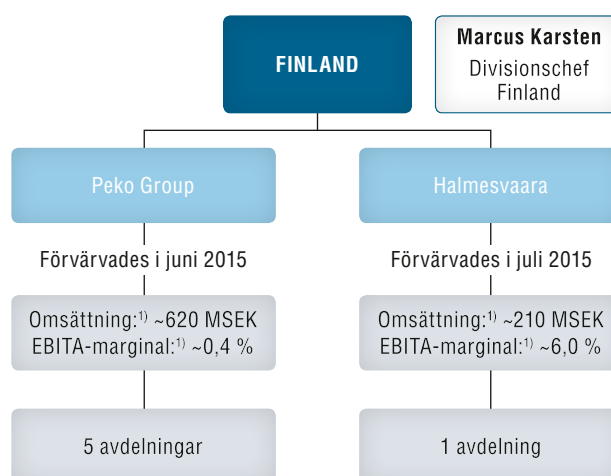 FINLAND
Marcus Karsten
Divisionschef
Finland
Peko Group
Halmesvaara
Förvärvades i juni 2015
Förvärvades i juli 2015
Omsättning:¹⁾ ~620 MSEK
EBITA-marginal:¹⁾ ~0,4 %
Omsättning:¹⁾ ~210 MSEK
EBITA-marginal:¹⁾ ~6,0 %
5 avdelningar
1 avdelning